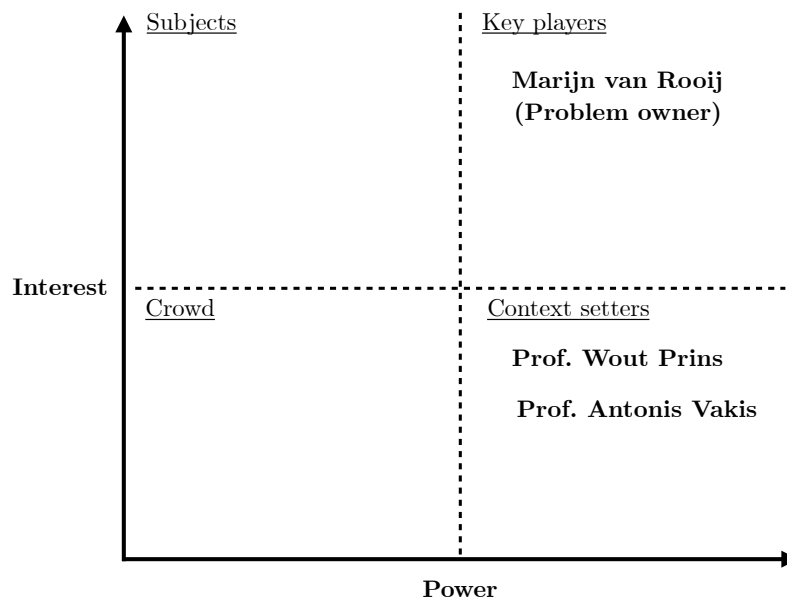 Subjects
Key players
Marijn van Rooij
(Problem owner)
Interest
Crowd
Context setters
Prof. Wout Prins
Prof. Antonis Vakis
Power